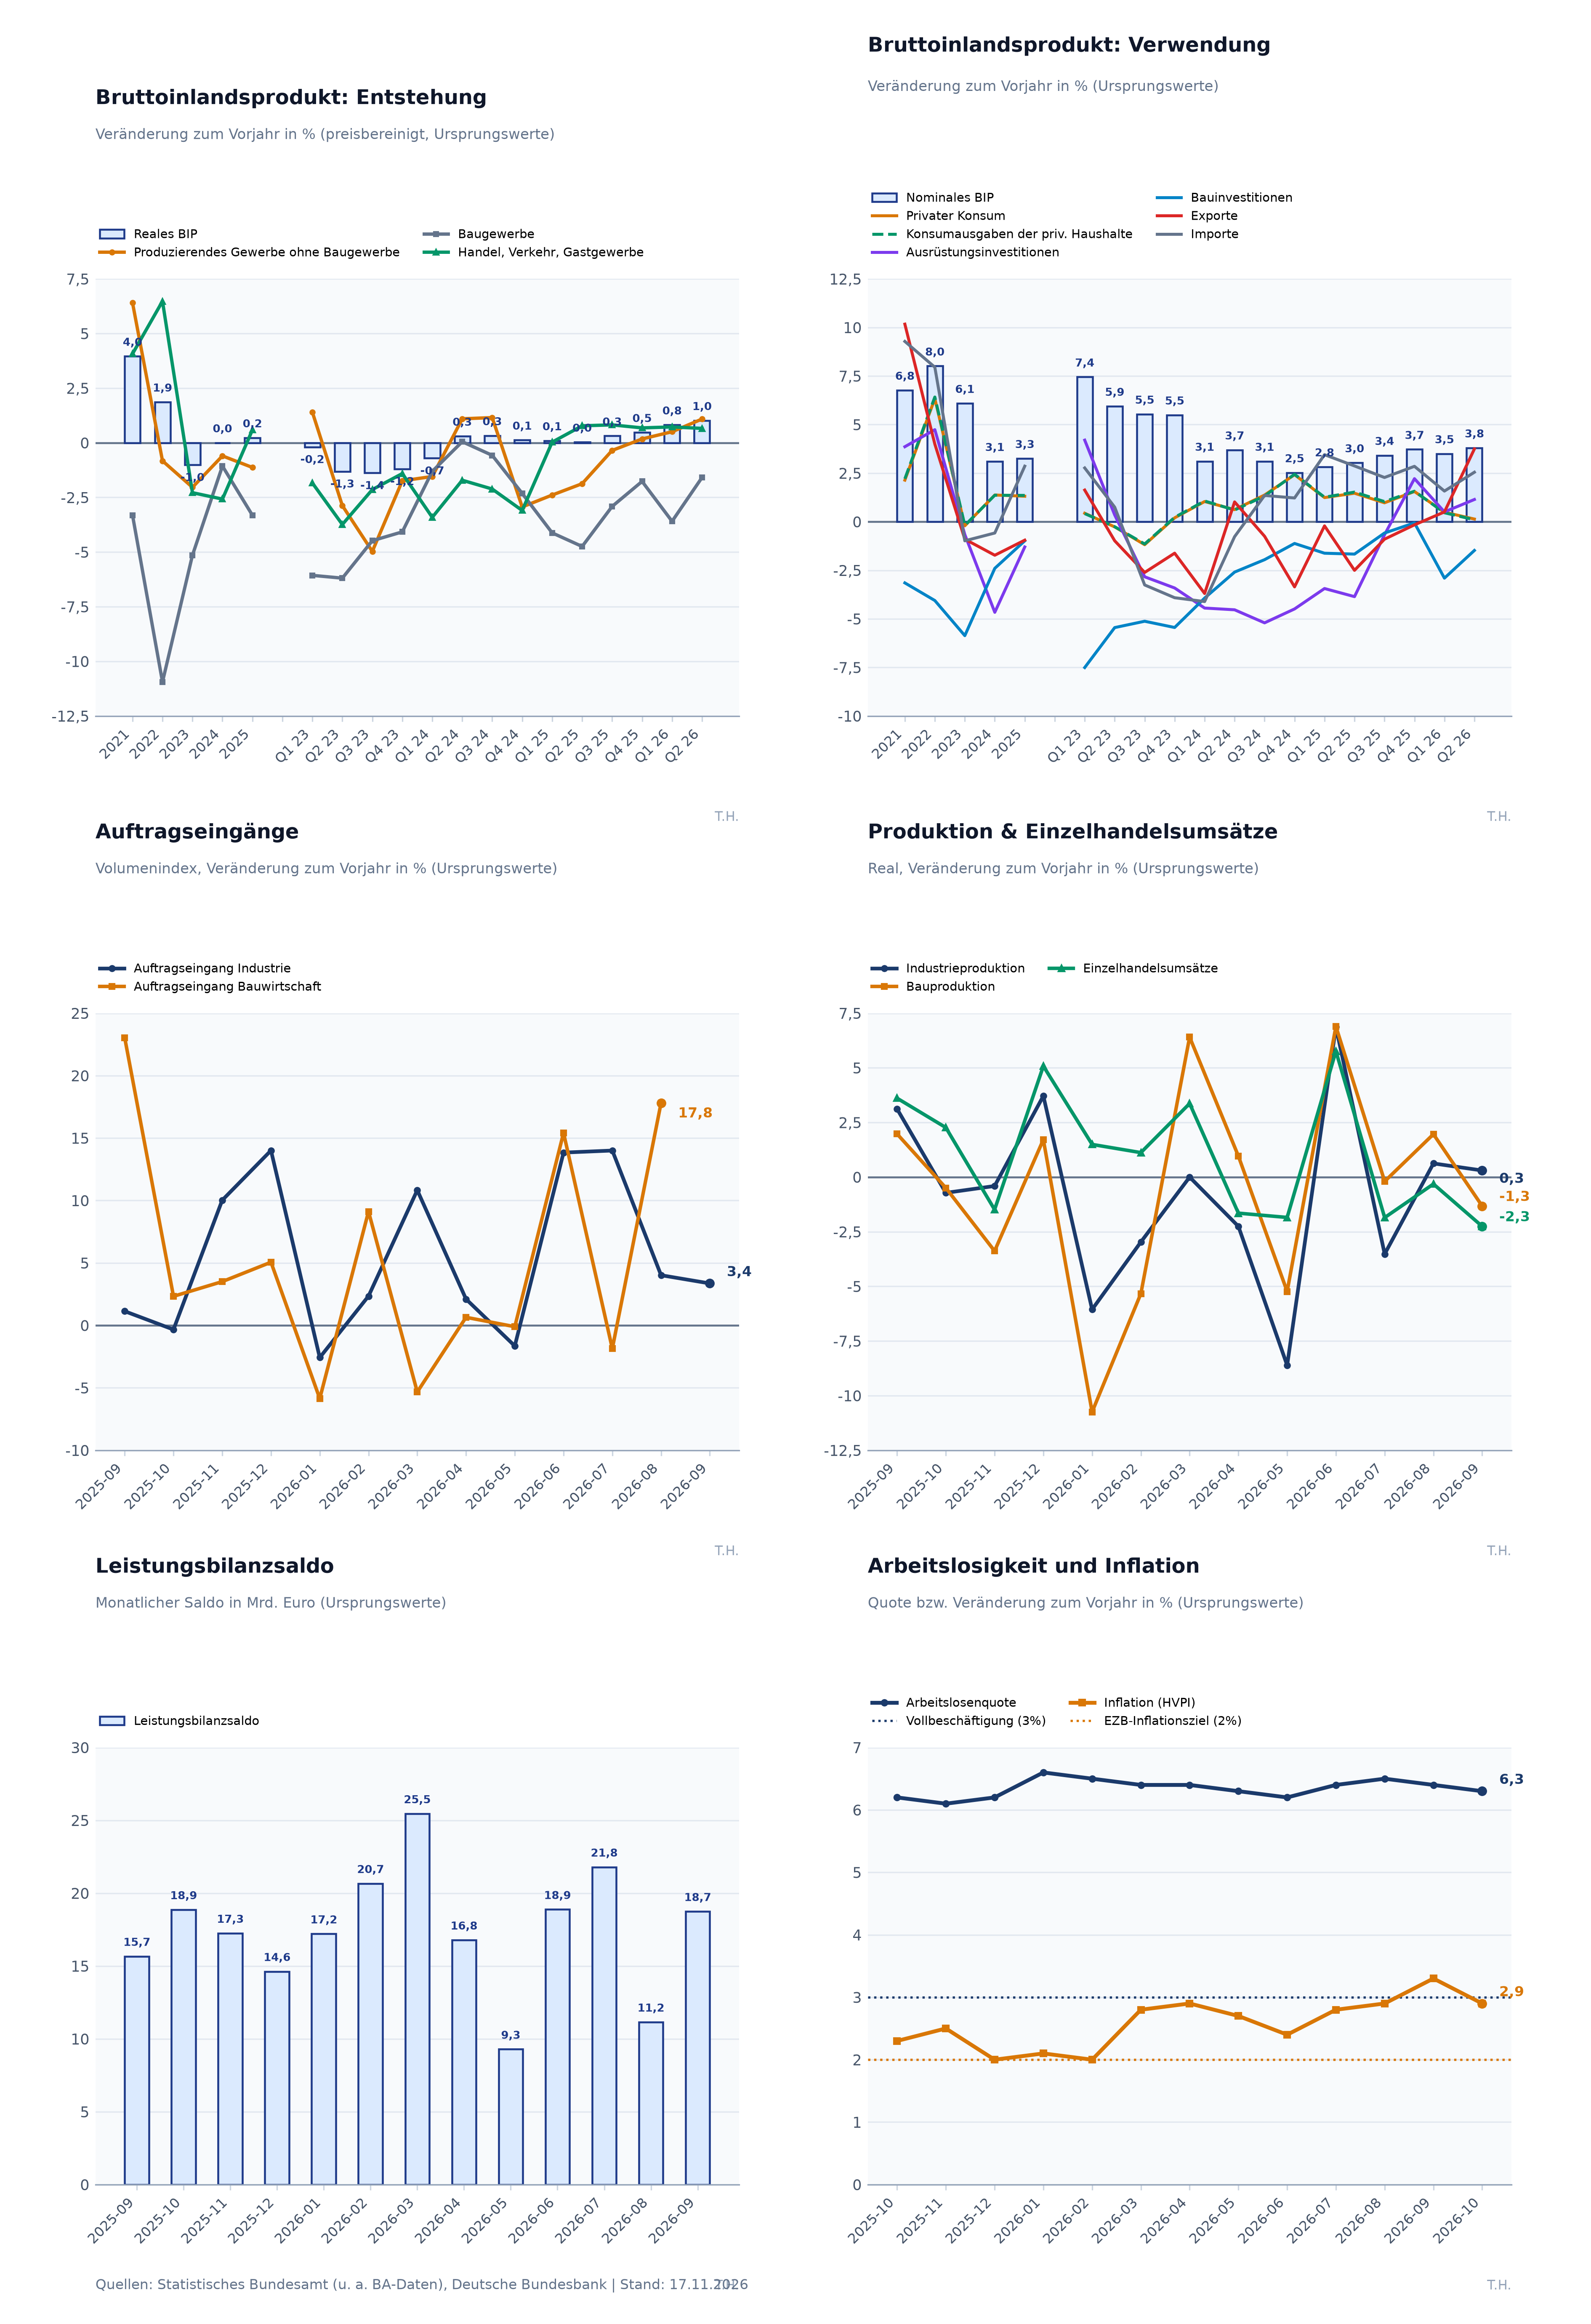 Bruttoinlandsprodukt: Entstehung
Veränderung zum Vorjahr in % (preisbereinigt, Ursprungswerte)
Reales BIP
Produzierendes Gewerbe ohne Baugewerbe
Baugewerbe
Handel, Verkehr, Gastgewerbe
7,5
5
2,5
0
-2,5
-5
-7,5
-10
-12,5
4,0
1,9
-1,0
0,0
0,2
-0,2
-1,3
-1,4
-1,2
-0,7
0,3
0,3
0,1
0,1
0,0
0,3
0,5
0,8
1,0
2021
2022
2023
2024
2025
Q1 23
Q2 23
Q3 23
Q4 23
Q1 24
Q2 24
Q3 24
Q4 24
Q1 25
Q2 25
Q3 25
Q4 25
Q1 26
Q2 26
T.H.
Bruttoinlandsprodukt: Verwendung
Veränderung zum Vorjahr in % (Ursprungswerte)
Nominales BIP
Privater Konsum
Konsumausgaben der priv. Haushalte
Ausrüstungsinvestitionen
Bauinvestitionen
Exporte
Importe
12,5
10
7,5
5
2,5
0
-2,5
-5
-7,5
-10
6,8
8,0
6,1
3,1
3,3
7,4
5,9
5,5
5,5
3,1
3,7
3,1
2,5
2,8
3,0
3,4
3,7
3,5
3,8
2021
2022
2023
2024
2025
Q1 23
Q2 23
Q3 23
Q4 23
Q1 24
Q2 24
Q3 24
Q4 24
Q1 25
Q2 25
Q3 25
Q4 25
Q1 26
Q2 26
T.H.
Auftragseingänge
Volumenindex, Veränderung zum Vorjahr in % (Ursprungswerte)
Auftragseingang Industrie
Auftragseingang Bauwirtschaft
25
20
15
10
5
0
-5
-10
17,8
3,4
2025-09
2025-10
2025-11
2025-12
2026-01
2026-02
2026-03
2026-04
2026-05
2026-06
2026-07
2026-08
2026-09
T.H.
Produktion & Einzelhandelsumsätze
Real, Veränderung zum Vorjahr in % (Ursprungswerte)
Industrieproduktion
Bauproduktion
Einzelhandelsumsätze
7,5
5
2,5
0
-2,5
-5
-7,5
-10
-12,5
0,3
-1,3
-2,3
2025-09
2025-10
2025-11
2025-12
2026-01
2026-02
2026-03
2026-04
2026-05
2026-06
2026-07
2026-08
2026-09
T.H.
Leistungsbilanzsaldo
Monatlicher Saldo in Mrd. Euro (Ursprungswerte)
Leistungsbilanzsaldo
30
25
20
15
10
5
0
15,7
18,9
17,3
14,6
17,2
20,7
25,5
16,8
9,3
18,9
21,8
11,2
18,7
2025-09
2025-10
2025-11
2025-12
2026-01
2026-02
2026-03
2026-04
2026-05
2026-06
2026-07
2026-08
2026-09
Arbeitslosigkeit und Inflation
Quote bzw. Veränderung zum Vorjahr in % (Ursprungswerte)
Arbeitslosenquote
Vollbeschäftigung (3%)
Inflation (HVPI)
EZB-Inflationsziel (2%)
7
6
5
4
3
2
1
0
6,3
2,9
2025-10
2025-11
2025-12
2026-01
2026-02
2026-03
2026-04
2026-05
2026-06
2026-07
2026-08
2026-09
2026-10
Quellen: Statistisches Bundesamt (u. a. BA-Daten), Deutsche Bundesbank | Stand: 17.11.2026
T.H.
T.H.